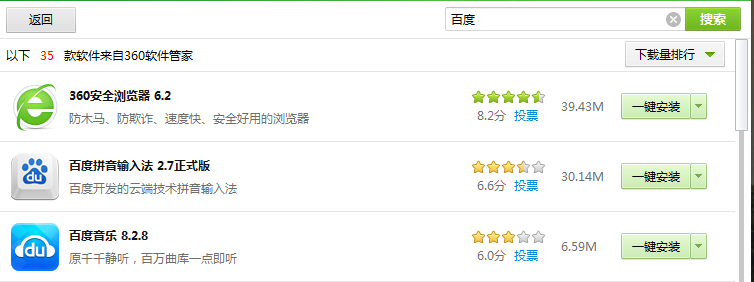 返回
百度
搜索
以下 35 款软件来自360软件管家
下载量排行
360安全浏览器 6.2
防木马、防欺诈、速度快、安全好用的浏览器
8.2分 投票
39.43M
一键安装
du
百度拼音输入法 2.7正式版
百度开发的云端技术拼音输入法
6.6分 投票
30.14M
一键安装
du
百度音乐 8.2.8
原千千静听，百万曲库一点即听
6.0分 投票
6.59M
一键安装